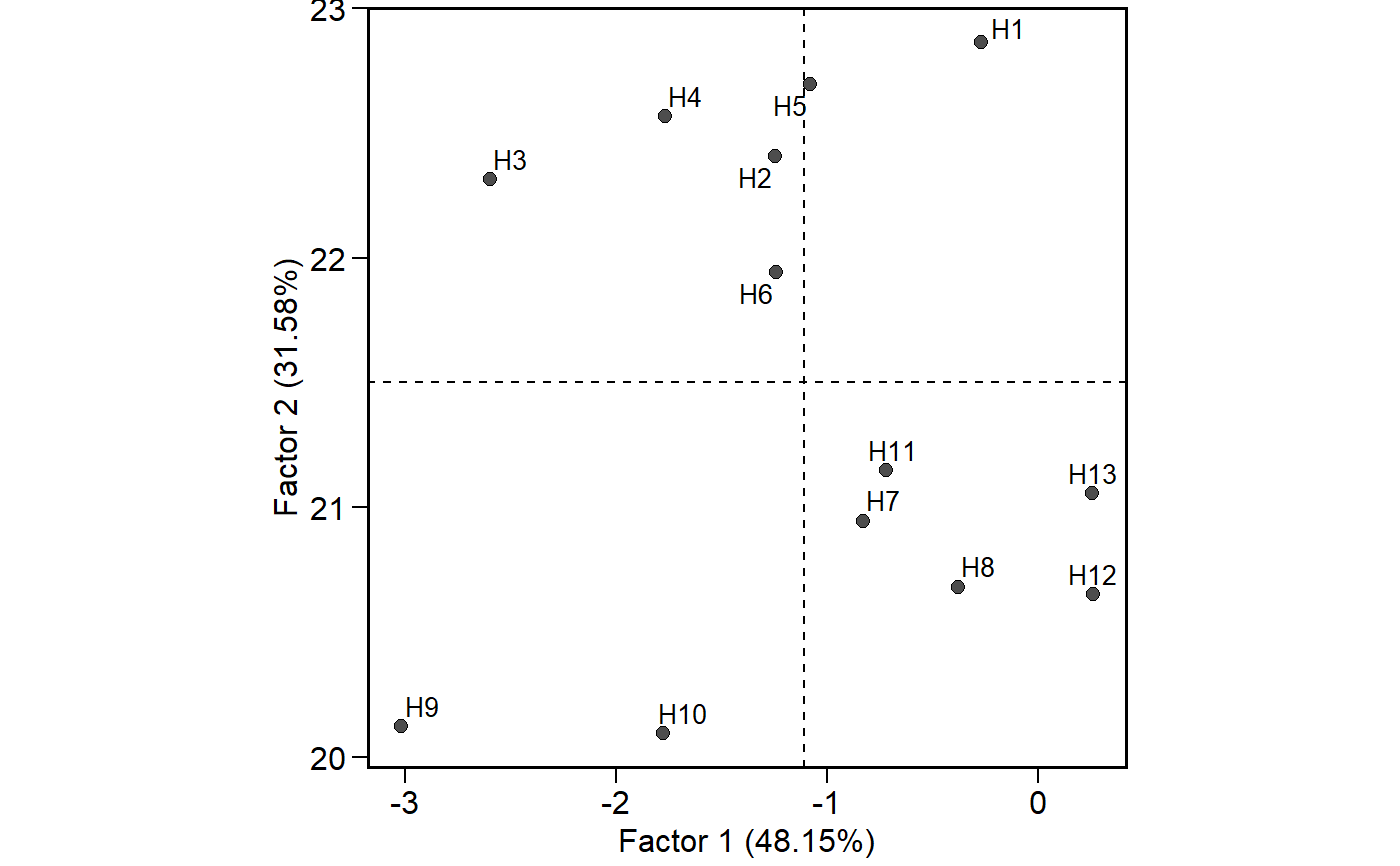 23
H1
H4
H5
H3
H2
22
H6
Factor 2 (31.58%)
H11
H13
H7
21
H8
H12
H9
H10
20
-3
-2
-1
0
Factor 1 (48.15%)